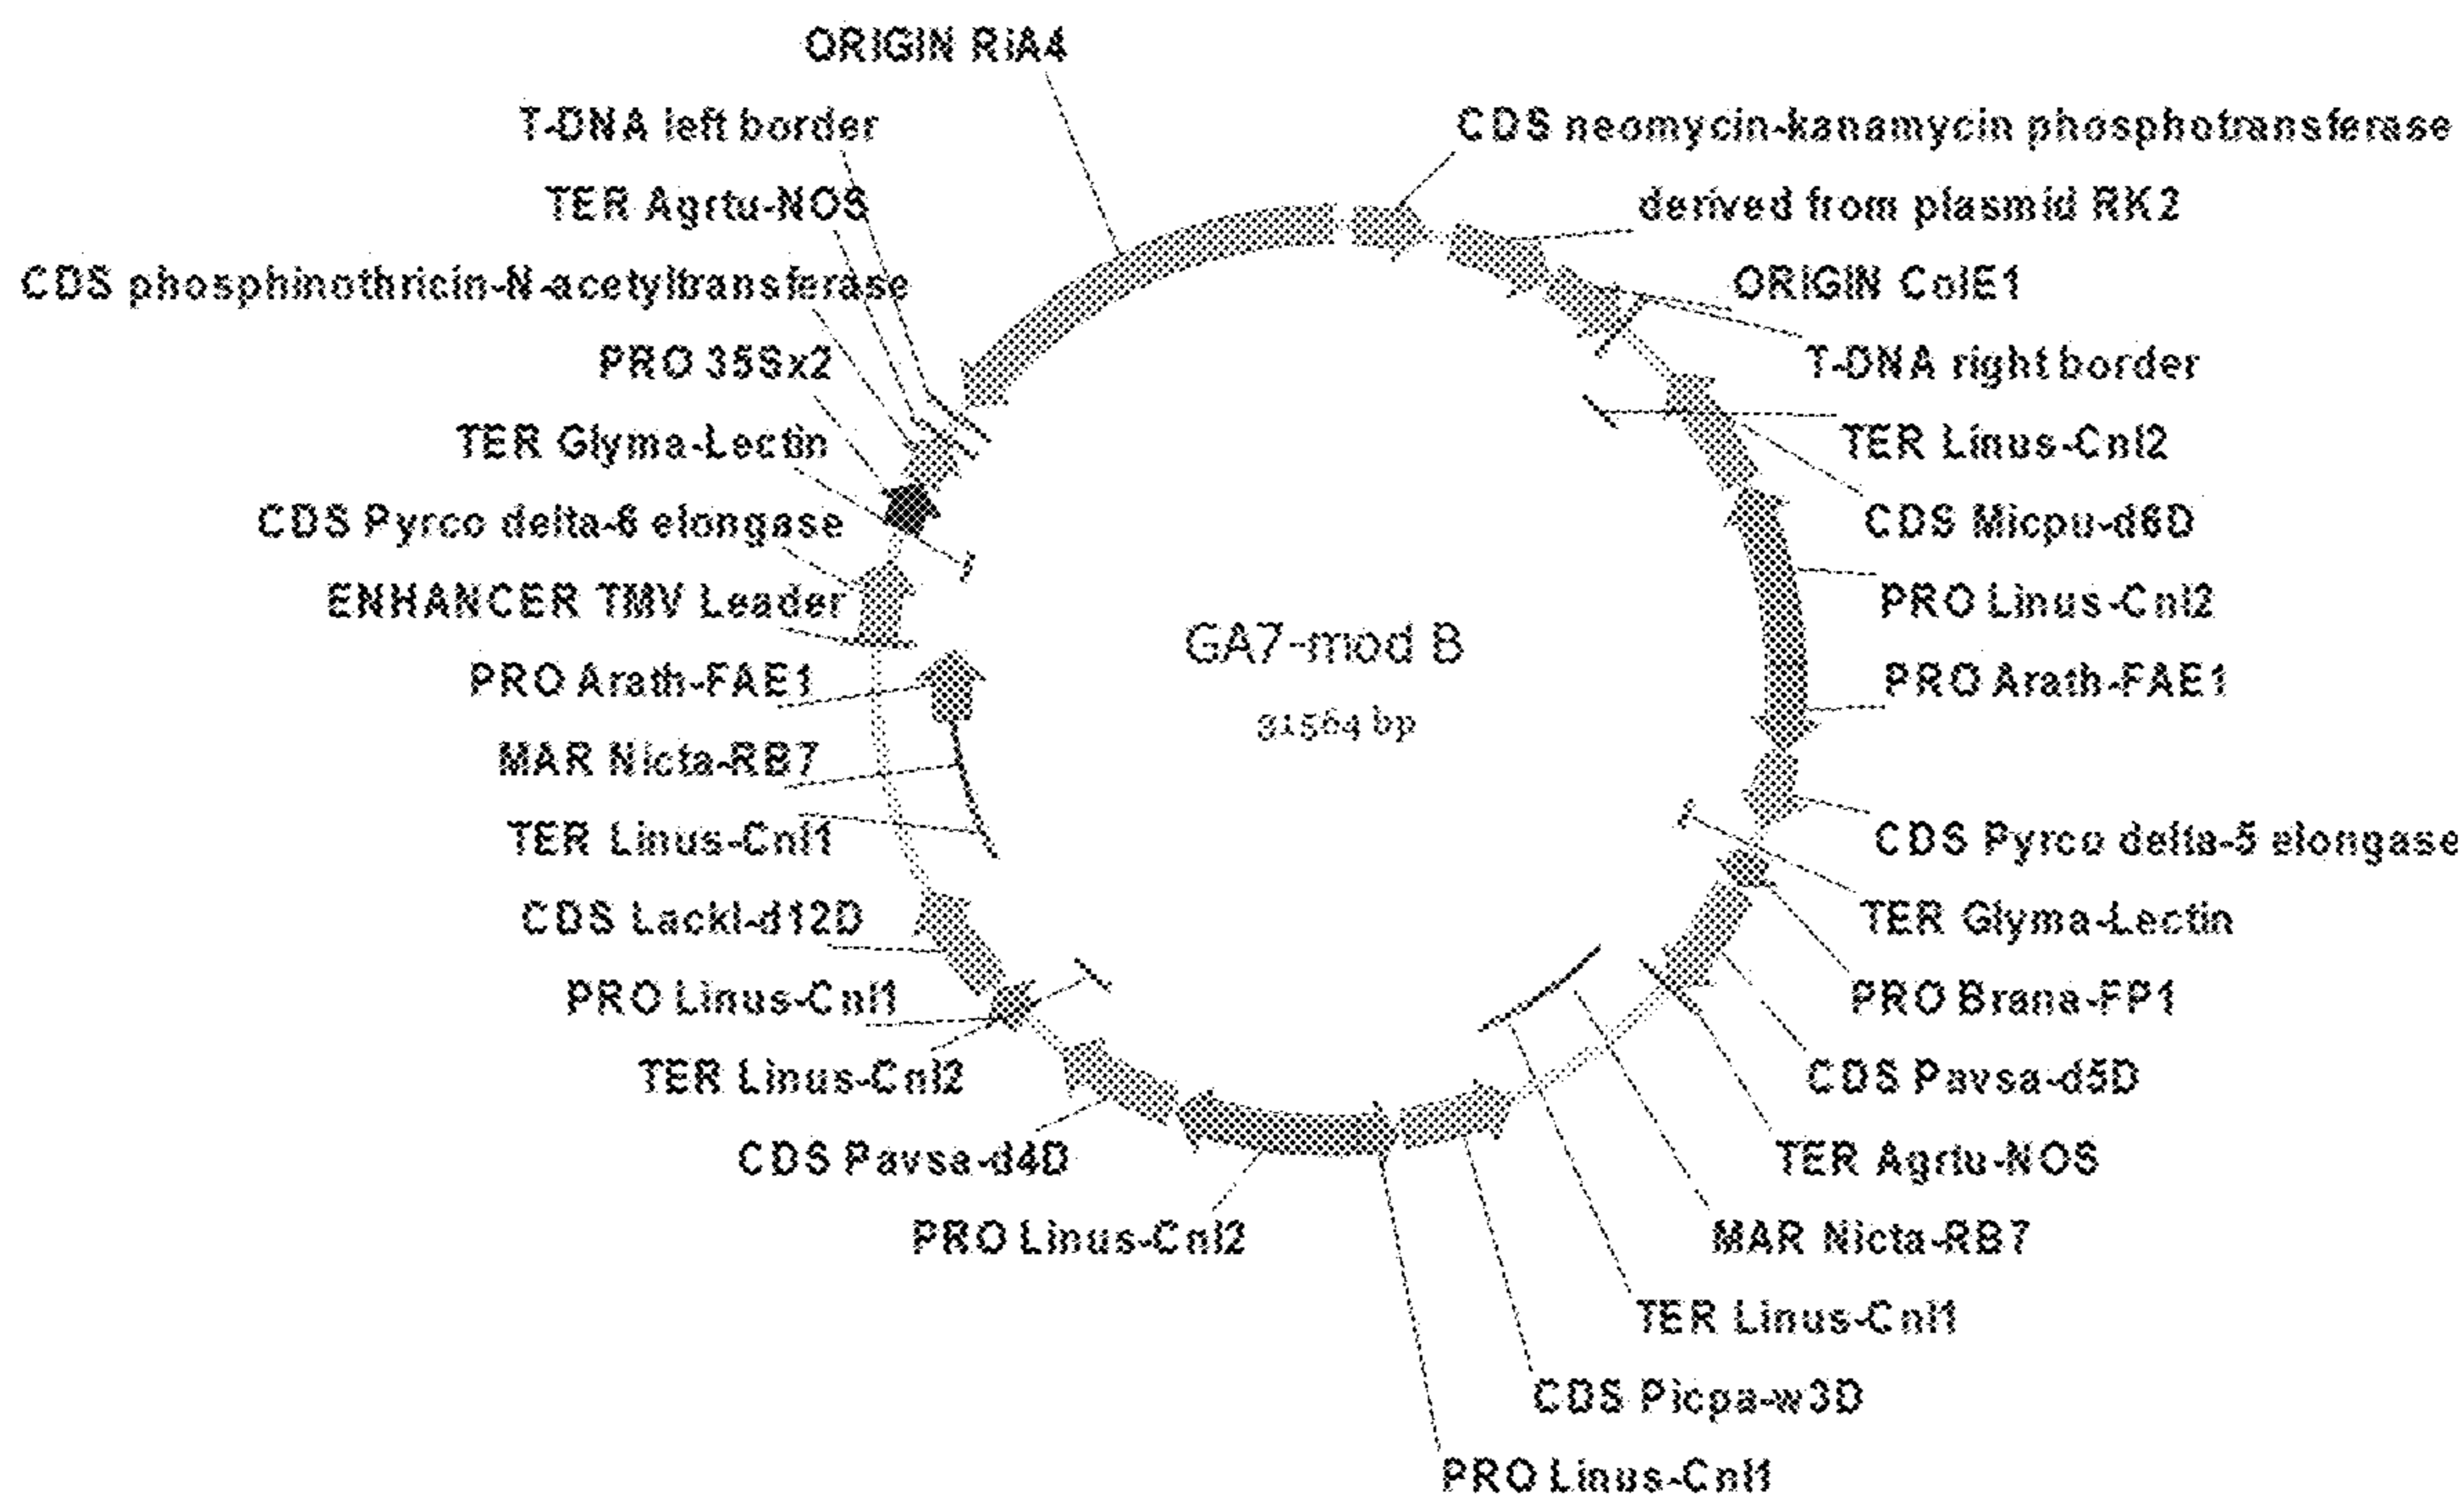 ORIGIN RiA4
T-DNA left border
TER Agrtu-NOS
CDS phosphinothricin-N-acetyltransferase
PRO 35Sx2
TER Glyma-Lectin
CDS Pyrco delta-6 elongase
ENHANCER TMV Leader
PRO Arath-FAE1
MAR Nicta-RB7
TER Linus-Cnl1
CDS Lackl-d12D
PRO Linus-Cnl1
TER Linus-Cnl2
CDS Pavsa-d4D
PRO Linus-Cnl2
GA7-mod B
31564 bp
CDS neomycin-kanamycin phosphotransferase
derived from plasmid RK2
ORIGIN ColE1
T-DNA right border
TER Linus-Cnl2
CDS Micpu-d6D
PRO Linus-Cnl2
PRO Arath-FAE1
CDS Pyrco delta-5 elongase
TER Glyma-Lectin
PRO Brana-FP1
CDS Pavsa-d5D
TER Agrtu-NOS
MAR Nicta-RB7
TER Linus-Cnl1
CDS Picpa-w3D
PRO Linus-Cnl1